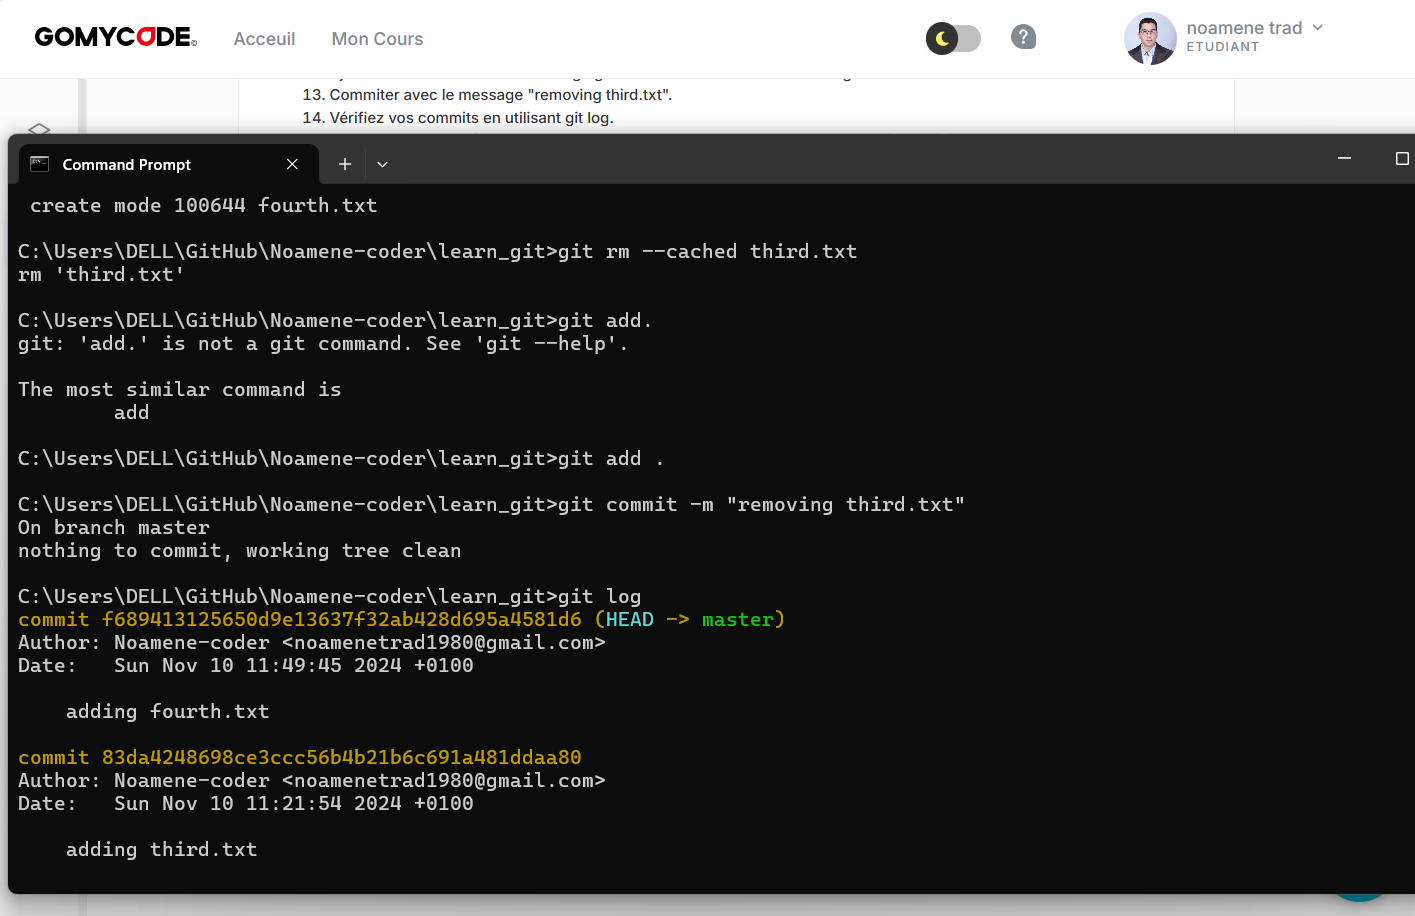 GOMYCODE
Acceuil
Mon Cours
?
noamene trad
ETUDIANT
13. Commiter avec le message "removing third.txt".
14. Vérifiez vos commits en utilisant git log.
Command Prompt
 create mode 100644 fourth.txt
C:\Users\DELL\GitHub\Noamene-coder\learn_git>git rm --cached third.txt
rm 'third.txt'
C:\Users\DELL\GitHub\Noamene-coder\learn_git>git add.
git: 'add.' is not a git command. See 'git --help'.
The most similar command is
        add
C:\Users\DELL\GitHub\Noamene-coder\learn_git>git add .
C:\Users\DELL\GitHub\Noamene-coder\learn_git>git commit -m "removing third.txt"
On branch master
nothing to commit, working tree clean
C:\Users\DELL\GitHub\Noamene-coder\learn_git>git log
commit f689413125650d9e13637f32ab428d695a4581d6 (HEAD -> master)
Author: Noamene-coder <noamenetrad1980@gmail.com>
Date:   Sun Nov 10 11:49:45 2024 +0100
    adding fourth.txt
commit 83da4248698ce3ccc56b4b21b6c691a481ddaa80
Author: Noamene-coder <noamenetrad1980@gmail.com>
Date:   Sun Nov 10 11:21:54 2024 +0100
    adding third.txt